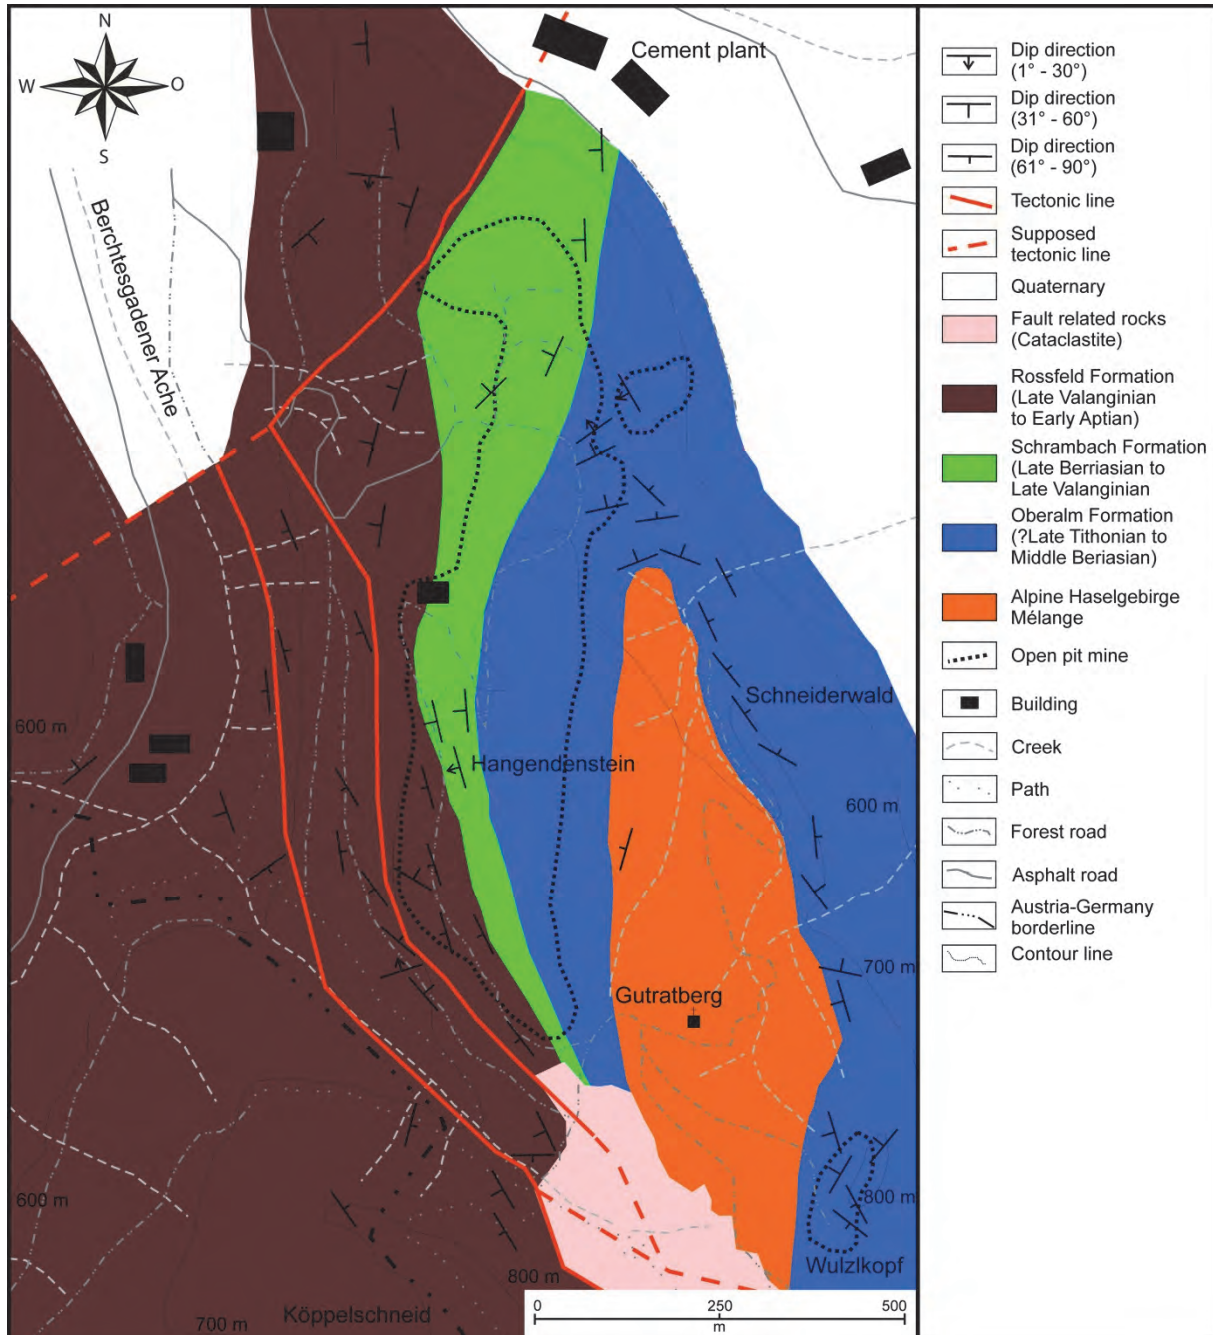 N
W
O
S
Cement plant
Berchtesgadener Ache
600 m
Hangendenstein
Schneiderwald
600 m
700 m
Gutratberg
800 m
600 m
Wulzlkopf
800 m
Köppelschneid
700 m
0
250
500
m
Dip direction
(1° - 30°)
Dip direction
(31° - 60°)
Dip direction
(61° - 90°)
Tectonic line
Supposed
tectonic line
Quaternary
Fault related rocks
(Cataclastite)
Rossfeld Formation
(Late Valanginian
to Early Aptian)
Schrambach Formation
(Late Berriasian to
Late Valanginian
Oberalm Formation
(?Late Tithonian to
Middle Beriasian)
Alpine Haselgebirge
Mélange
Open pit mine
Building
Creek
Path
Forest road
Asphalt road
Austria-Germany
borderline
Contour line